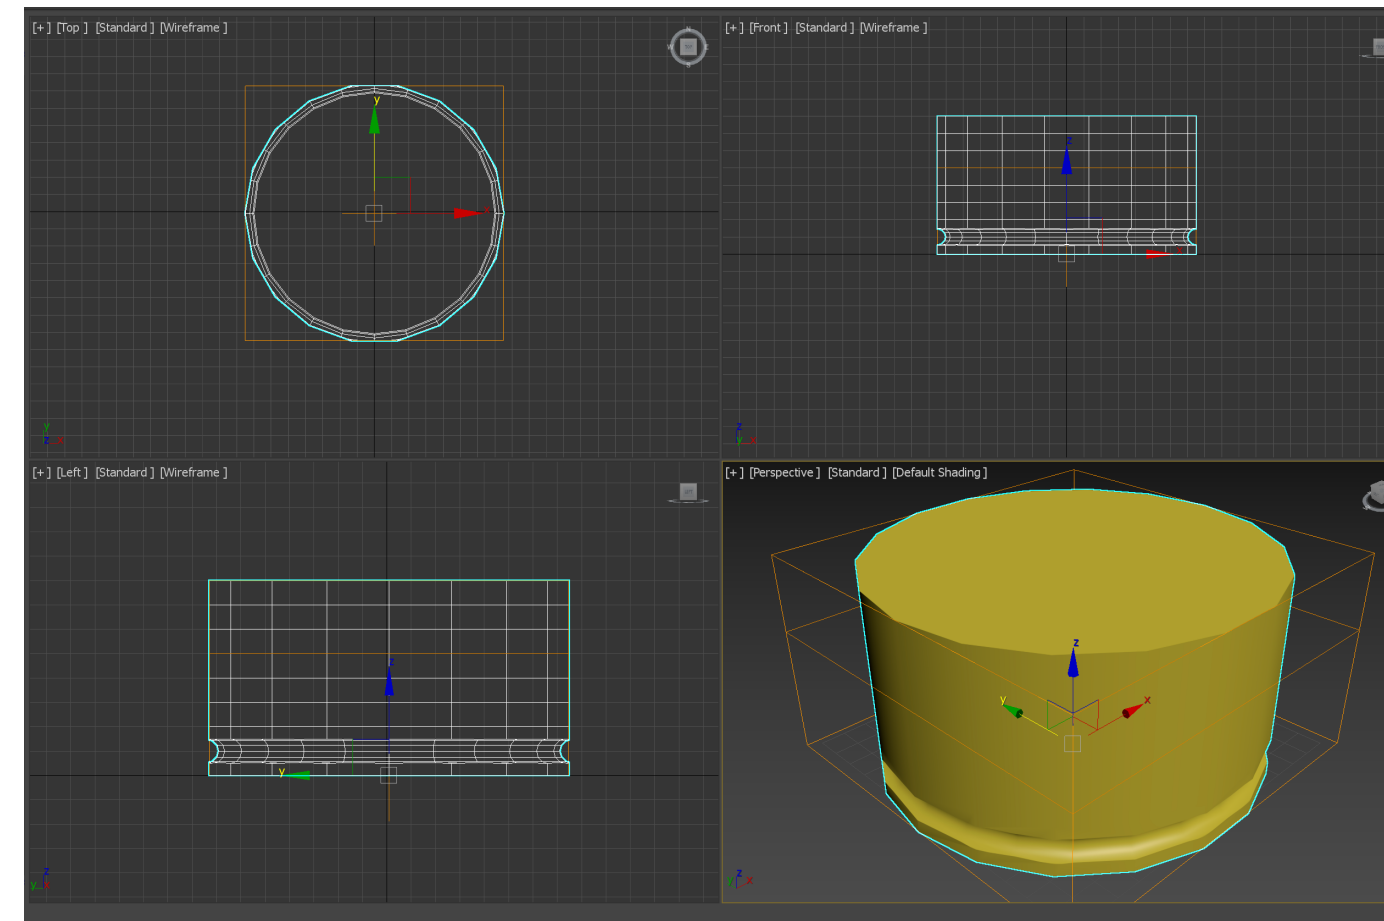 [+] [Top ] [Standard ] [Wireframe ]
[+] [Front ] [Standard ] [Wireframe ]
y
z
x
y
z x
z
y x
[+] [Left ] [Standard ] [Wireframe ]
[+] [Perspective ] [Standard ] [Default Shading ]
z
y
z
y
x
z
y x
z
x